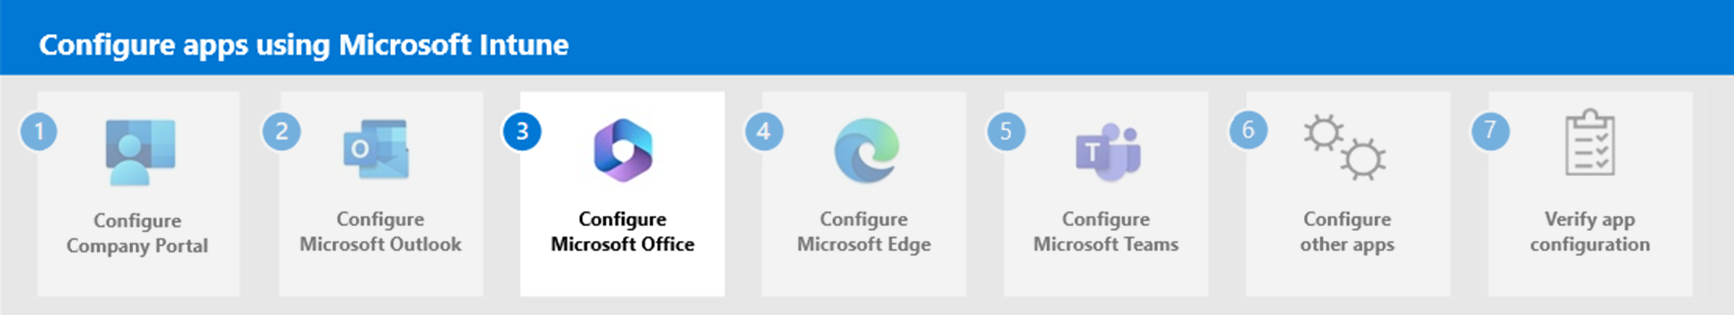 Configure apps using Microsoft Intune
1
Configure
Company Portal
2
O
Configure
Microsoft Outlook
3
Configure
Microsoft Office
4
Configure
Microsoft Edge
5
T
Configure
Microsoft Teams
6
Configure
other apps
7
Verify app
configuration